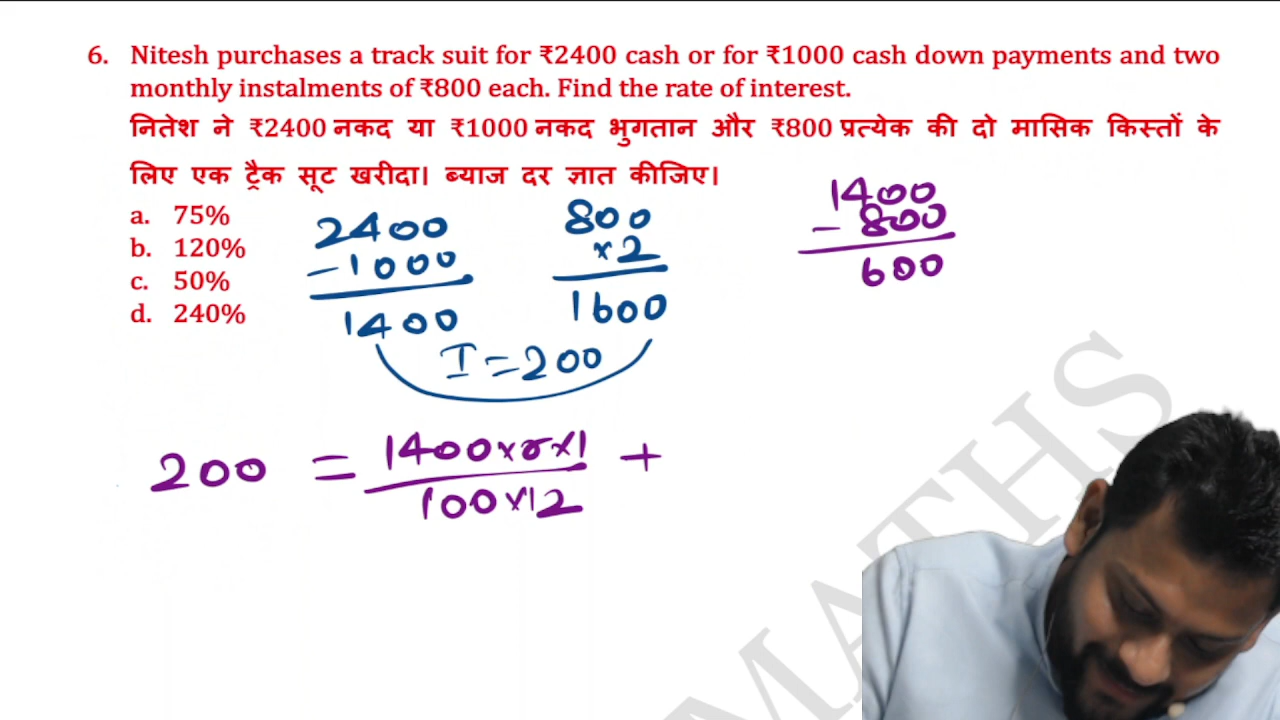 6. Nitesh purchases a track suit for ₹2400 cash or for ₹1000 cash down payments and two
monthly instalments of ₹800 each. Find the rate of interest.
नितेश ने ₹2400 नकद या ₹1000 नकद भुगतान और ₹800 प्रत्येक की दो मासिक किस्तों के
लिए एक ट्रैक सूट खरीदा। ब्याज दर ज्ञात कीजिए।
a. 75%
b. 120%
c. 50%
d. 240%
2400
-1000
1400
800
×2
1600
I=200
1400
-800
600
200 = 1400×r×1 +
100×12
MATHS